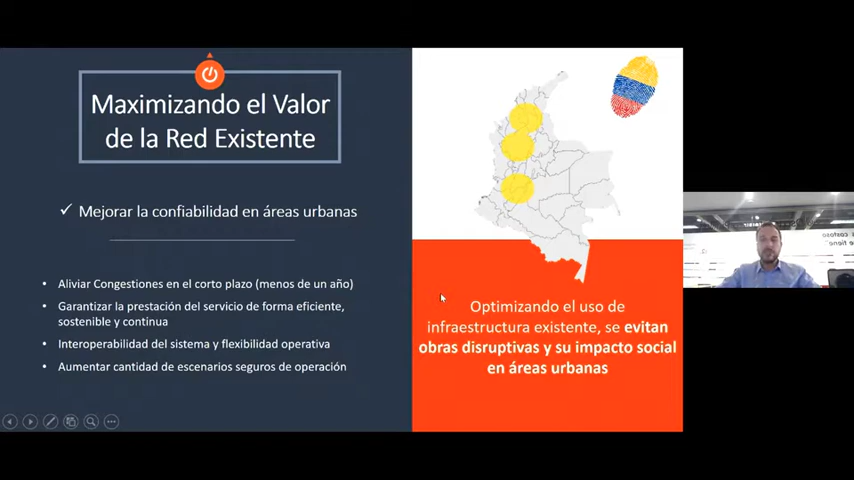 Maximizando el Valor
de la Red Existente
✓ Mejorar la confiabilidad en áreas urbanas
• Aliviar Congestiones en el corto plazo (menos de un año)
• Garantizar la prestación del servicio de forma eficiente,
sostenible y continua
• Interoperabilidad del sistema y flexibilidad operativa
• Aumentar cantidad de escenarios seguros de operación
Optimizando el uso de
infraestructura existente, se evitan
obras disruptivas y su impacto social
en áreas urbanas